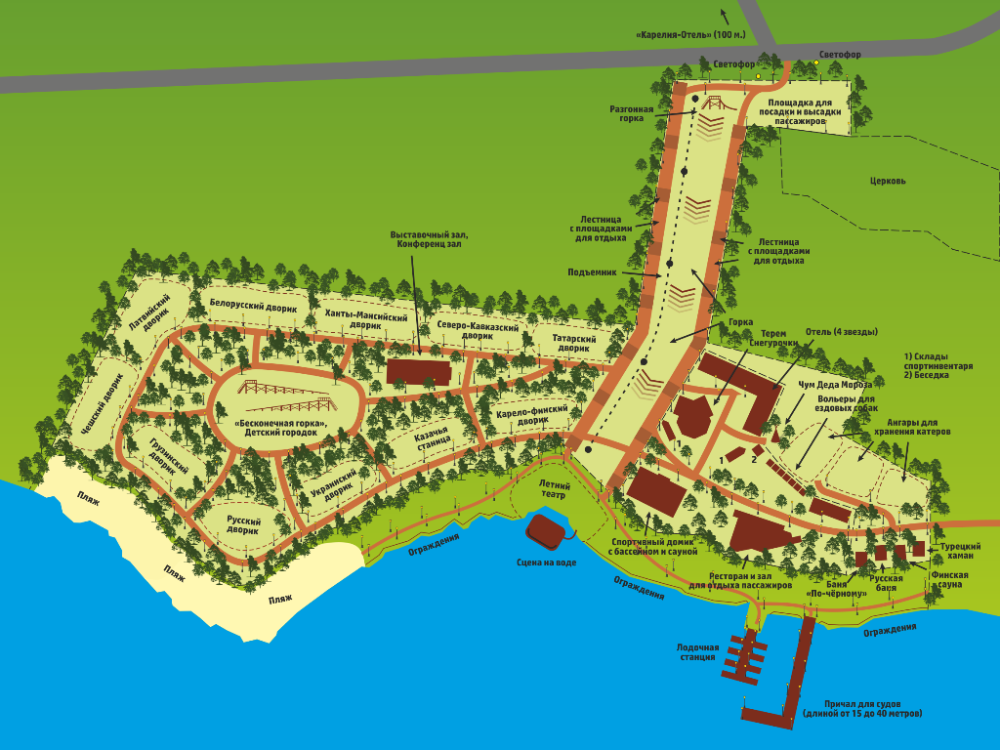 «Карелия-Отель» (100 м.)
Светофор
Светофор
Разгонная
горка
Площадка для
посадки и высадки
пассажиров
Церковь
Лестница
с площадками
для отдыха
Лестница
с площадками
для отдыха
Подъемник
Выставочный зал,
Конференц зал
Горка
Терем
Снегурочки
Отель (4 звезды)
1) Склады
спортинвентаря
2) Беседка
Чум Деда Мороза
Вольеры для
ездовых собак
Ангары для
хранения катеров
Латвийский
дворик
Белорусский дворик
Ханты-Мансийский
дворик
Северо-Кавказский
дворик
Татарский
дворик
Чешский дворик
«Бесконечная горка»,
Детский городок
Казачья
станица
Карело-финский
дворик
Грузинский
Дворик
Украинский
дворик
Русский
дворик
1
1
2
Летний
театр
Пляж
Пляж
Пляж
Ограждения
Сцена на воде
Спортивный домик
с бассейном и сауной
Ограждения
Ресторан и зал
для отдыха пассажиров
Баня
«По-чёрному»
Русская
баня
Финская
сауна
Турецкий
хаман
Ограждения
Лодочная
станция
Причал для судов
(длиной от 15 до 40 метров)